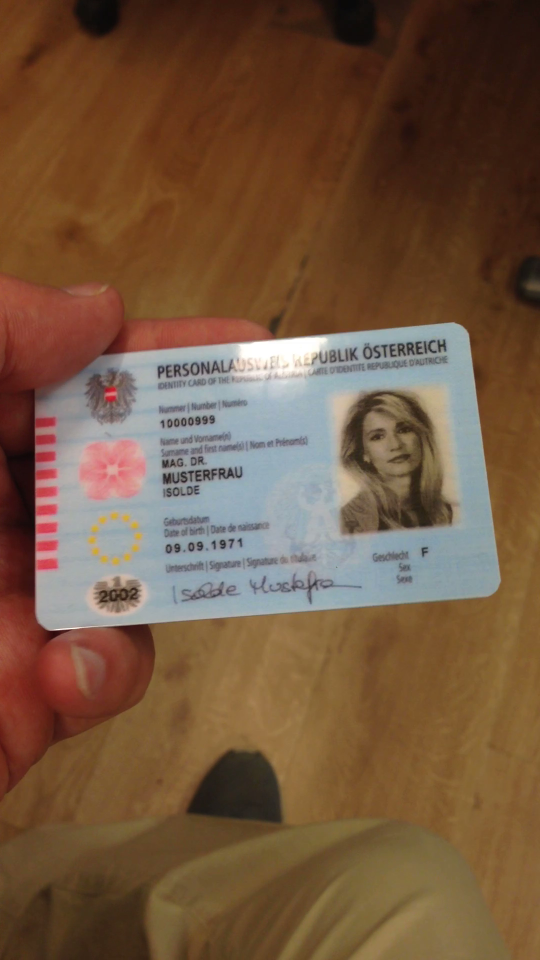 PERSONALAUSWEIS REPUBLIK ÖSTERREICH
IDENTITY CARD OF THE REPUBLIC OF AUSTRIA / CARTE D'IDENTITE REPUBLIQUE D'AUTRICHE
Nummer | Number | Numéro
10000999
Name und Vorname(n)
Surname and first name(s) | Nom et Prénom(s)
MAG. DR.
MUSTERFRAU
ISOLDE
Geburtsdatum
Date of birth | Date de naissance
09.09.1971
Unterschrift | Signature | Signature du titulaire
Isolde Mustefra
Geschlecht F
Sex
Sexe
2002